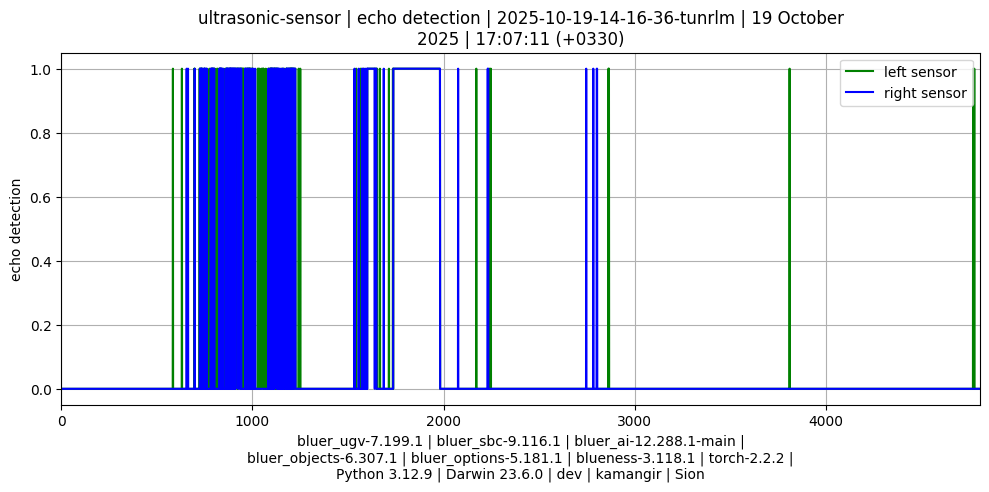 ultrasonic-sensor | echo detection | 2025-10-19-14-16-36-tunrlm | 19 October
2025 | 17:07:11 (+0330)
left sensor
right sensor
echo detection
1.0
0.8
0.6
0.4
0.2
0.0
0 1000 2000 3000 4000
bluer_ugv-7.199.1 | bluer_sbc-9.116.1 | bluer_ai-12.288.1-main |
bluer_objects-6.307.1 | bluer_options-5.181.1 | blueness-3.118.1 | torch-2.2.2 |
Python 3.12.9 | Darwin 23.6.0 | dev | kamangir | Sion